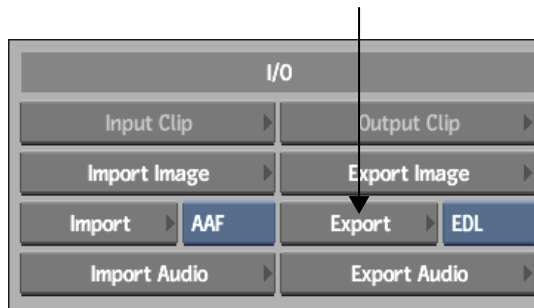 I/O
Input Clip Output Clip
Import Image Export Image
Import AAF Export EDL
Import Audio Export Audio